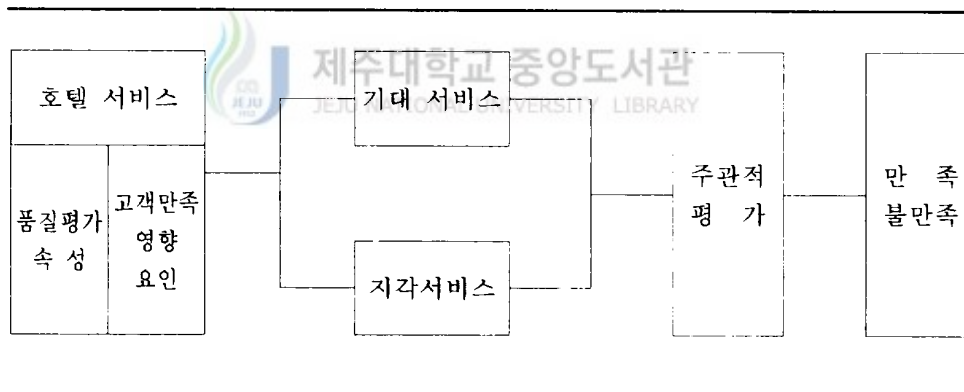 호텔 서비스
품질평가
속 성
고객만족
영향
요인
기대 서비스
지각서비스
주관적
평 가
만 족
불만족
제주대학교 중앙도서관
JEJU NATIONAL UNIVERSITY LIBRARY
JEJU
1952